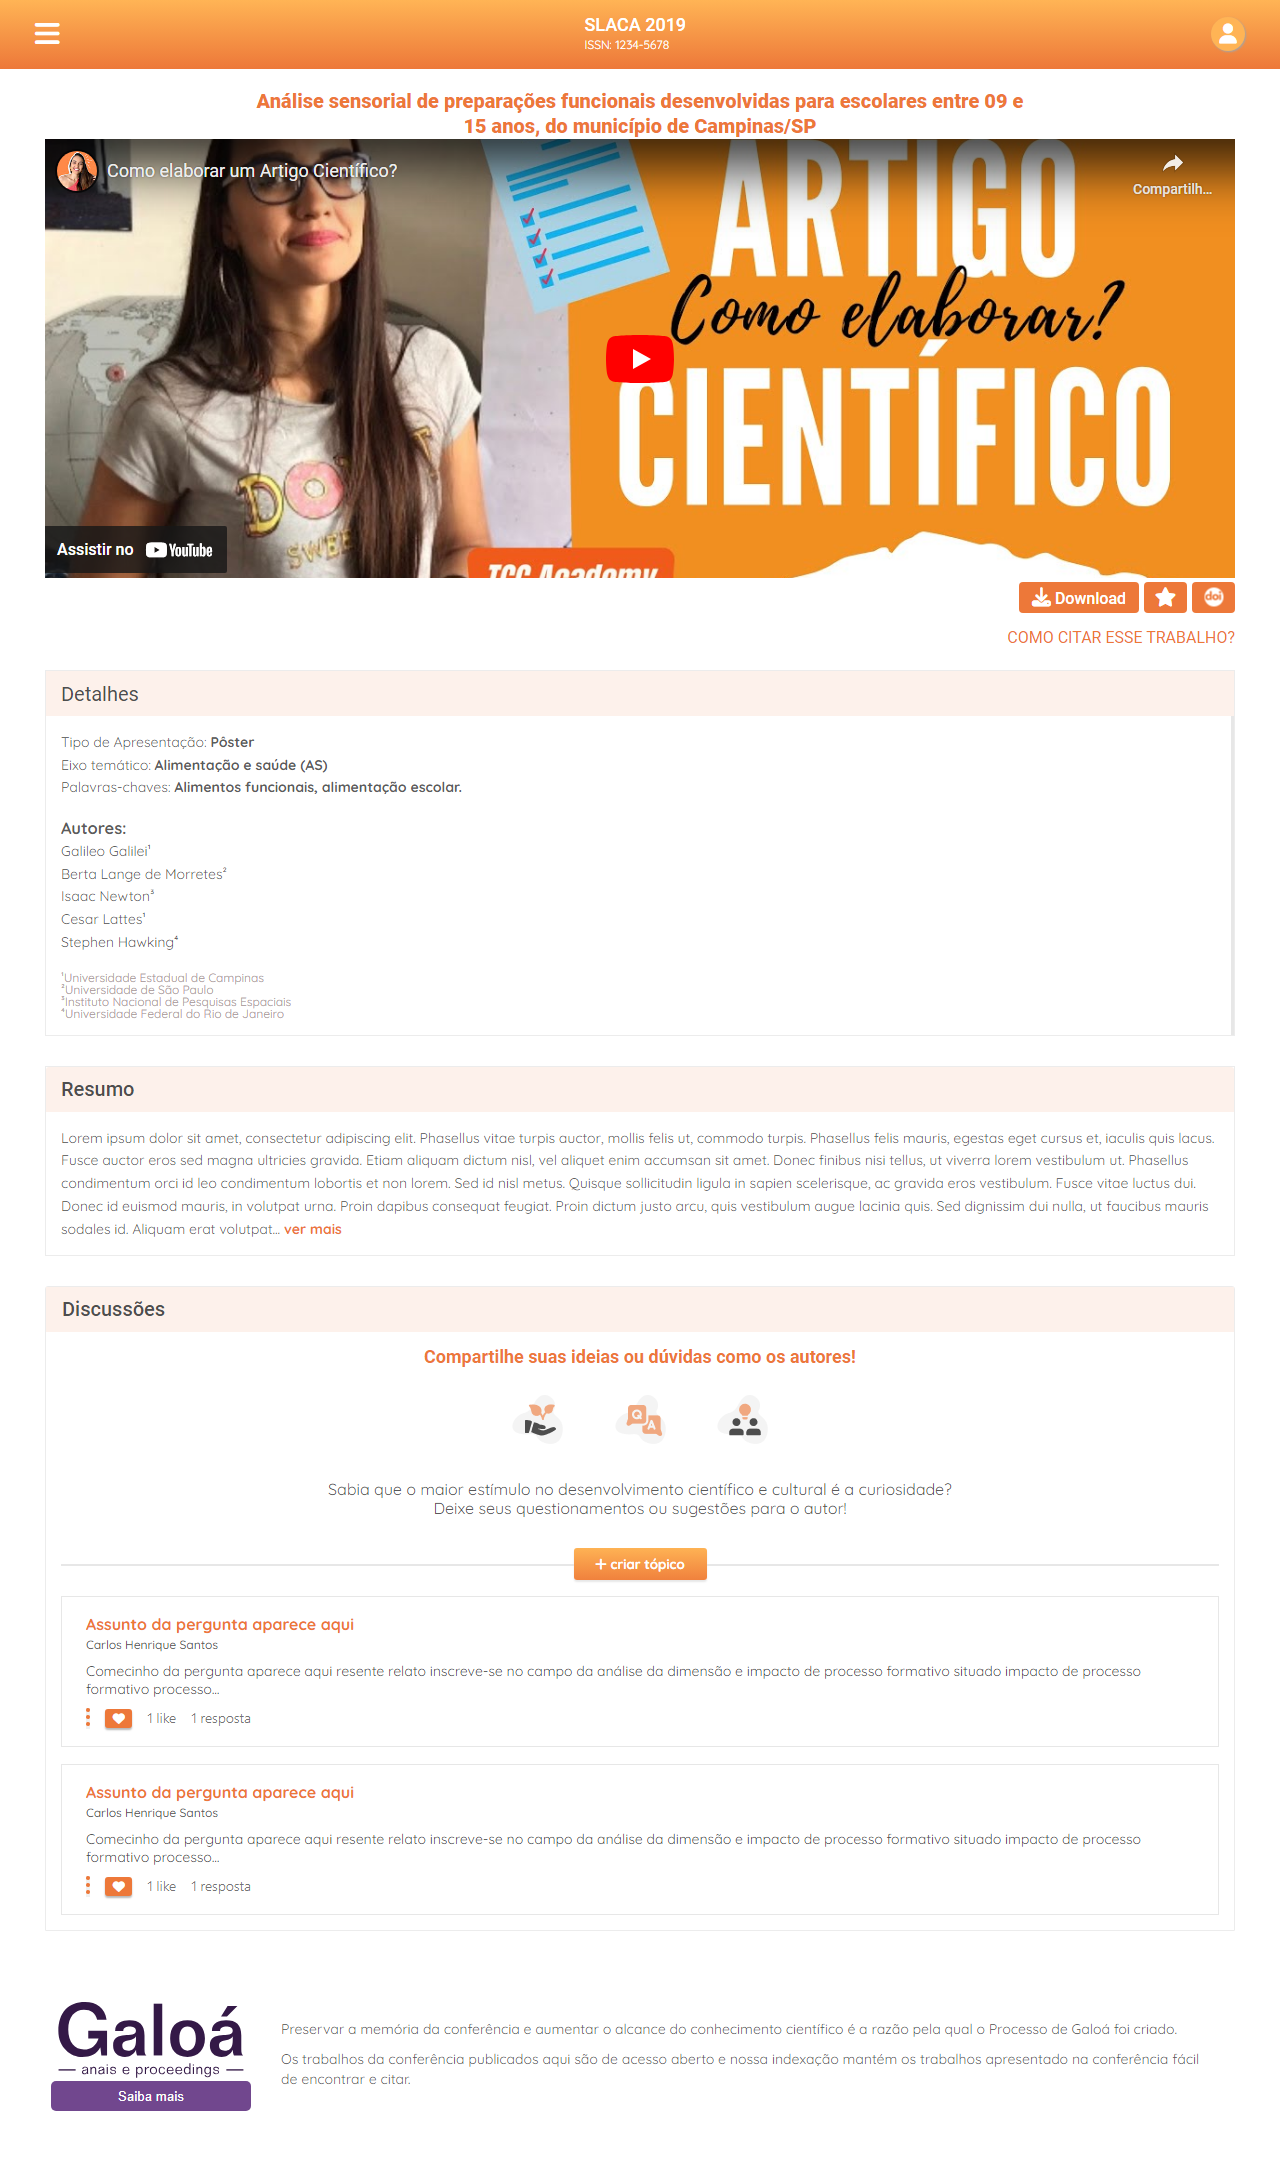 SLACA 2019
ISSN: 1234-5678
Análise sensorial de preparações funcionais desenvolvidas para escolares entre 09 e
15 anos, do município de Campinas/SP
Como elaborar um Artigo Científico?
Compartilh...
ARTIGO
Como elaborar?
CIENTÍFICO
DONUT
SWEE
TCC Academy
Assistir no YouTube
Download
doi
COMO CITAR ESSE TRABALHO?
Detalhes
Tipo de Apresentação: Pôster
Eixo temático: Alimentação e saúde (AS)
Palavras-chaves: Alimentos funcionais, alimentação escolar.
Autores:
Galileo Galilei¹
Berta Lange de Morretes²
Isaac Newton³
Cesar Lattes¹
Stephen Hawking⁴
¹Universidade Estadual de Campinas
²Universidade de São Paulo
³Instituto Nacional de Pesquisas Espaciais
⁴Universidade Federal do Rio de Janeiro
Resumo
Lorem ipsum dolor sit amet, consectetur adipiscing elit. Phasellus vitae turpis auctor, mollis felis ut, commodo turpis. Phasellus felis mauris, egestas eget cursus et, iaculis quis lacus.
Fusce auctor eros sed magna ultricies gravida. Etiam aliquam dictum nisl, vel aliquet enim accumsan sit amet. Donec finibus nisi tellus, ut viverra lorem vestibulum ut. Phasellus
condimentum orci id leo condimentum lobortis et non lorem. Sed id nisl metus. Quisque sollicitudin ligula in sapien scelerisque, ac gravida eros vestibulum. Fusce vitae luctus dui.
Donec id euismod mauris, in volutpat urna. Proin dapibus consequat feugiat. Proin dictum justo arcu, quis vestibulum augue lacinia quis. Sed dignissim dui nulla, ut faucibus mauris
sodales id. Aliquam erat volutpat... ver mais
Discussões
Compartilhe suas ideias ou dúvidas como os autores!
Q A
Sabia que o maior estímulo no desenvolvimento científico e cultural é a curiosidade?
Deixe seus questionamentos ou sugestões para o autor!
+ criar tópico
Assunto da pergunta aparece aqui
Carlos Henrique Santos
Comecinho da pergunta aparece aqui resente relato inscreve-se no campo da análise da dimensão e impacto de processo formativo situado impacto de processo
formativo processo...
1 like 1 resposta
Assunto da pergunta aparece aqui
Carlos Henrique Santos
Comecinho da pergunta aparece aqui resente relato inscreve-se no campo da análise da dimensão e impacto de processo formativo situado impacto de processo
formativo processo...
1 like 1 resposta
Galoá
anais e proceedings
Saiba mais
Preservar a memória da conferência e aumentar o alcance do conhecimento científico é a razão pela qual o Processo de Galoá foi criado.
Os trabalhos da conferência publicados aqui são de acesso aberto e nossa indexação mantém os trabalhos apresentado na conferência fácil
de encontrar e citar.